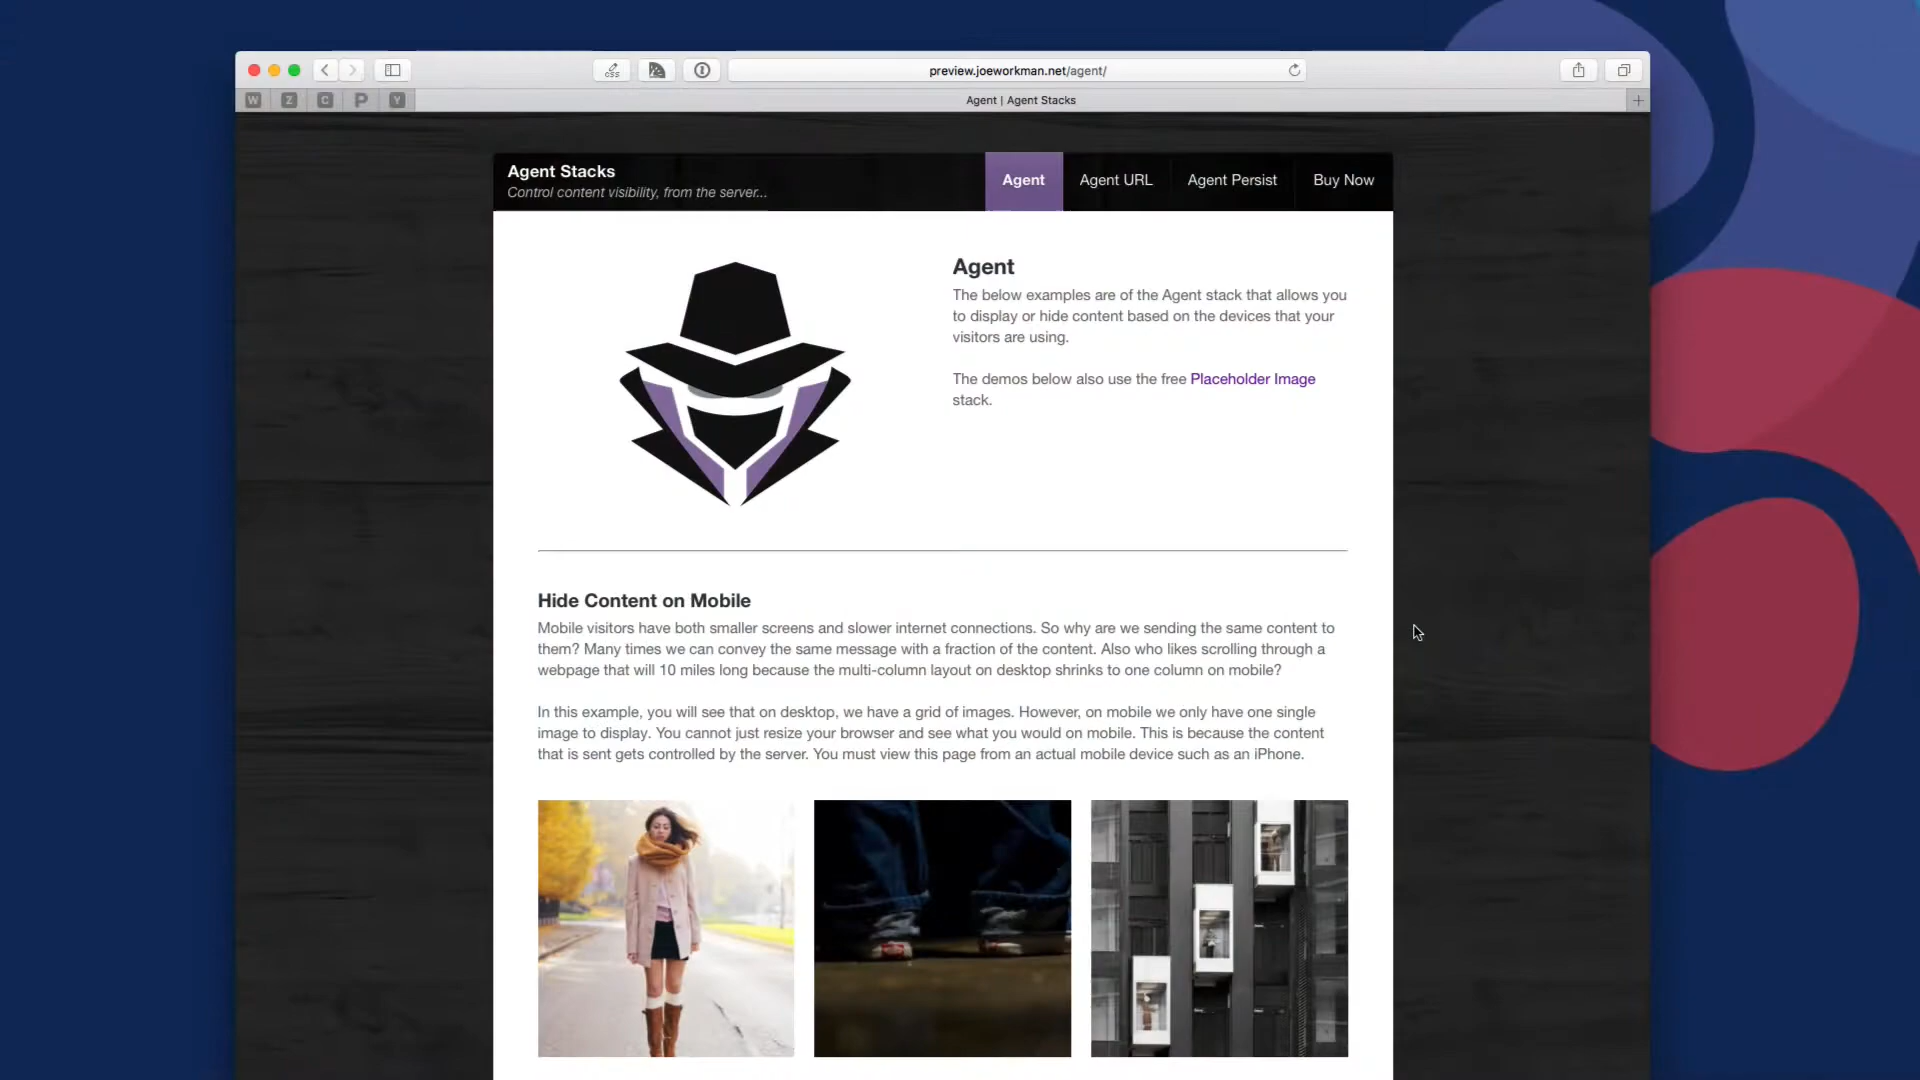 css
preview.joeworkman.net/agent/
W Z C P Y
Agent | Agent Stacks
Agent Stacks
Control content visibility, from the server...
Agent
Agent URL
Agent Persist
Buy Now
Agent
The below examples are of the Agent stack that allows you
to display or hide content based on the devices that your
visitors are using.
The demos below also use the free Placeholder Image
stack.
Hide Content on Mobile
Mobile visitors have both smaller screens and slower internet connections. So why are we sending the same content to
them? Many times we can convey the same message with a fraction of the content. Also who likes scrolling through a
webpage that will 10 miles long because the multi-column layout on desktop shrinks to one column on mobile?
In this example, you will see that on desktop, we have a grid of images. However, on mobile we only have one single
image to display. You cannot just resize your browser and see what you would on mobile. This is because the content
that is sent gets controlled by the server. You must view this page from an actual mobile device such as an iPhone.